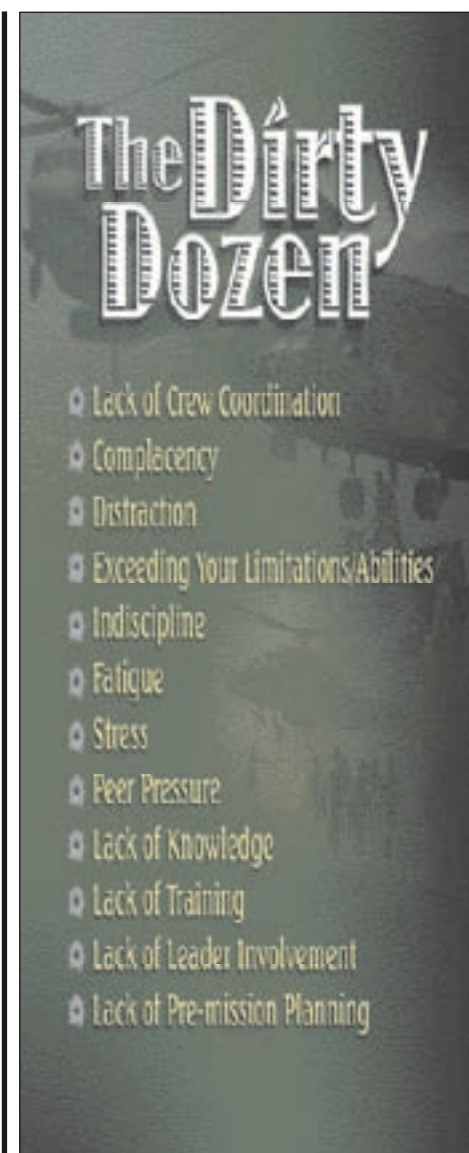 The Dirty
Dozen
Lack of Crew Coordination
Complacency
Distraction
Exceeding Your Limitations/Abilities
Indiscipline
Fatigue
Stress
Peer Pressure
Lack of Knowledge
Lack of Training
Lack of Leader Involvement
Lack of Pre-mission Planning